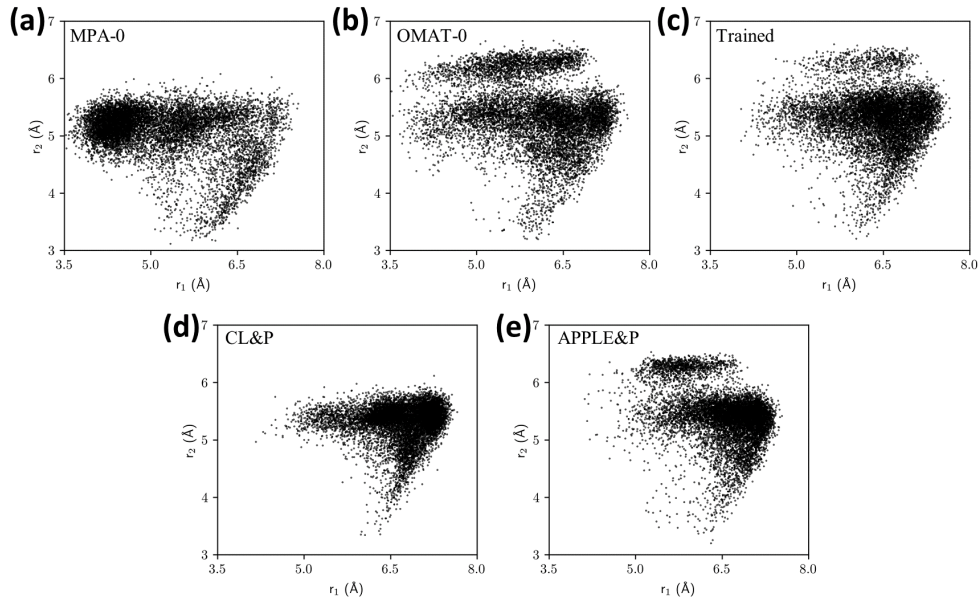 (a)
MPA-0
7
6
5
4
3
r₂ (Å)
3.5
5.0
6.5
8.0
r₁ (Å)
(b)
OMAT-0
7
6
5
4
3
r₂ (Å)
3.5
5.0
6.5
8.0
r₁ (Å)
(c)
Trained
7
6
5
4
3
r₂ (Å)
3.5
5.0
6.5
8.0
r₁ (Å)
(d)
CL&P
7
6
5
4
3
r₂ (Å)
3.5
5.0
6.5
8.0
r₁ (Å)
(e)
APPLE&P
7
6
5
4
3
r₂ (Å)
3.5
5.0
6.5
8.0
r₁ (Å)